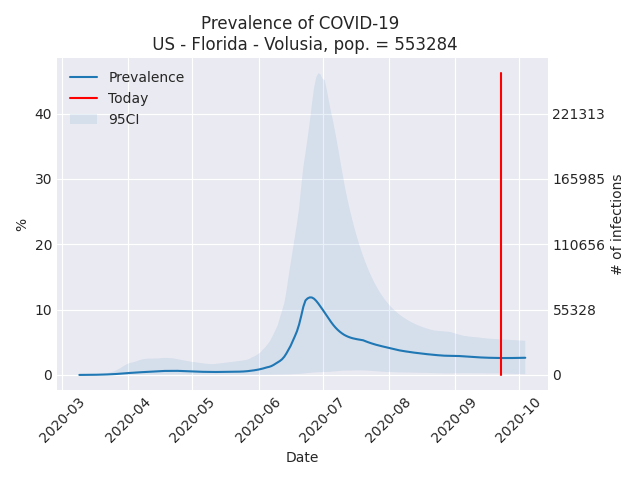 Prevalence of COVID-19
US - Florida - Volusia, pop. = 553284
Prevalence
Today
95CI
40
30
20
10
0
%
221313
165985
110656
55328
0
# of infections
2020-03
2020-04
2020-05
2020-06
2020-07
2020-08
2020-09
2020-10
Date